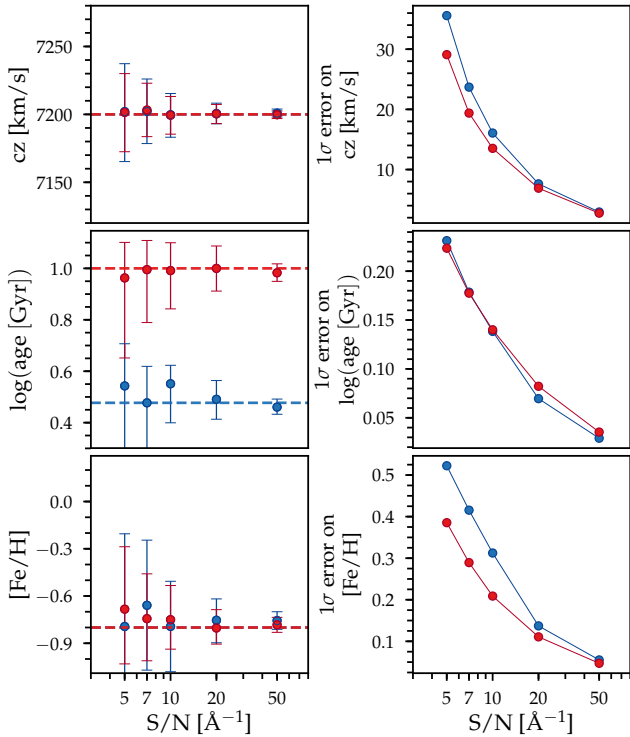 7250
7200
7150
cz [km/s]
30
20
10
1σ error on
cz [km/s]
1.0
0.8
0.6
0.4
log(age [Gyr])
0.20
0.15
0.10
0.05
1σ error on
log(age [Gyr])
0.0
−0.3
−0.6
−0.9
[Fe/H]
0.5
0.4
0.3
0.2
0.1
1σ error on
[Fe/H]
5 7 10 20 50
S/N [Å⁻¹]
5 7 10 20 50
S/N [Å⁻¹]